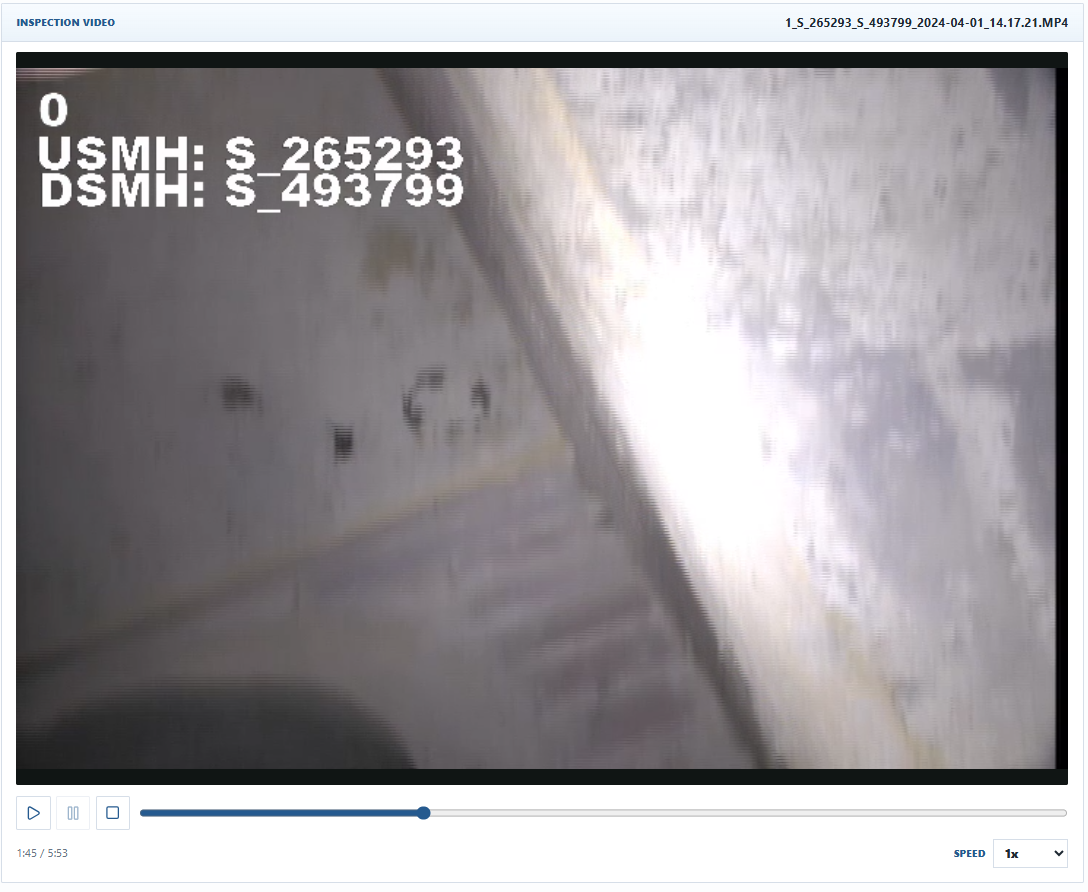 INSPECTION VIDEO
1_S_265293_S_493799_2024-04-01_14.17.21.MP4
0
USMH: S_265293
DSMH: S_493799
1:45 / 5:53
SPEED
1x